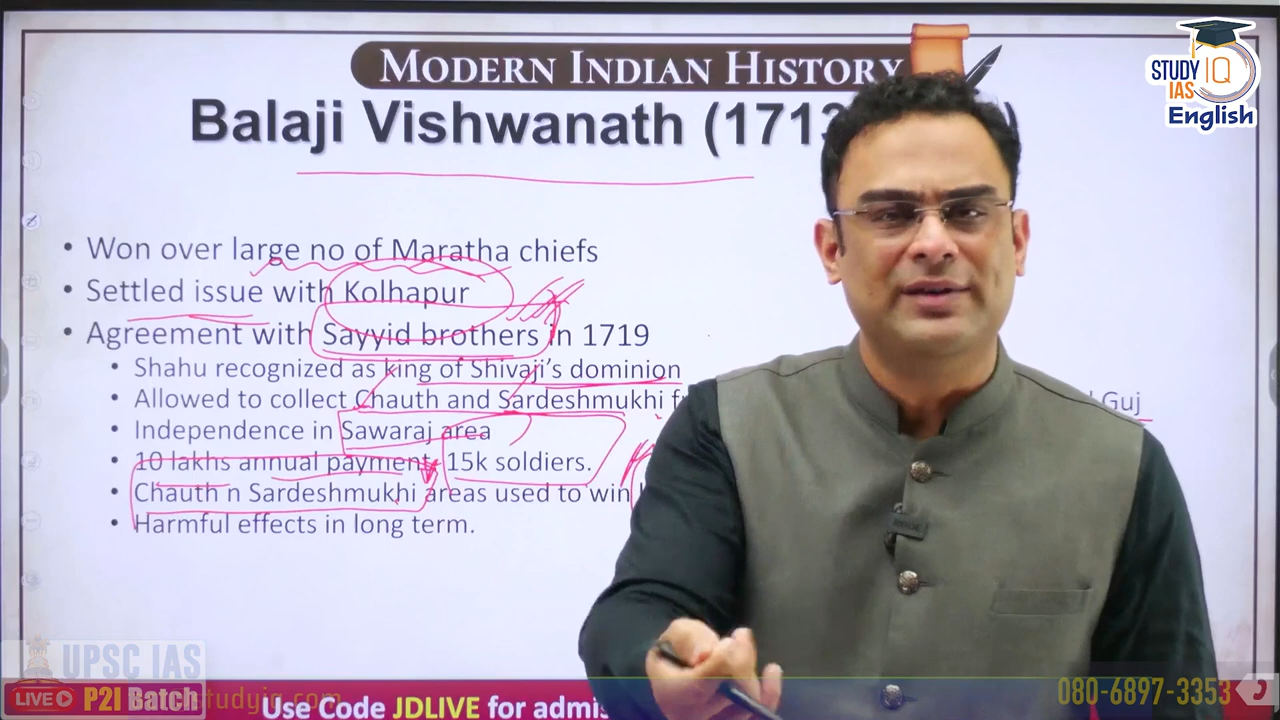 MODERN INDIAN HISTORY
STUDY IQ
IAS
English
Balaji Vishwanath (1713 )
• Won over large no of Maratha chiefs
• Settled issue with Kolhapur
• Agreement with Sayyid brothers in 1719
• Shahu recognized as king of Shivaji's dominion
• Allowed to collect Chauth and Sardeshmukhi Guj
• Independence in Sawaraj area
• 10 lakhs annual payment 15k soldiers.
• Chauth n Sardeshmukhi areas used to win
• Harmful effects in long term.
UPSC IAS
LIVE P2I Batch
080-6897-3353
Use Code JDLIVE for